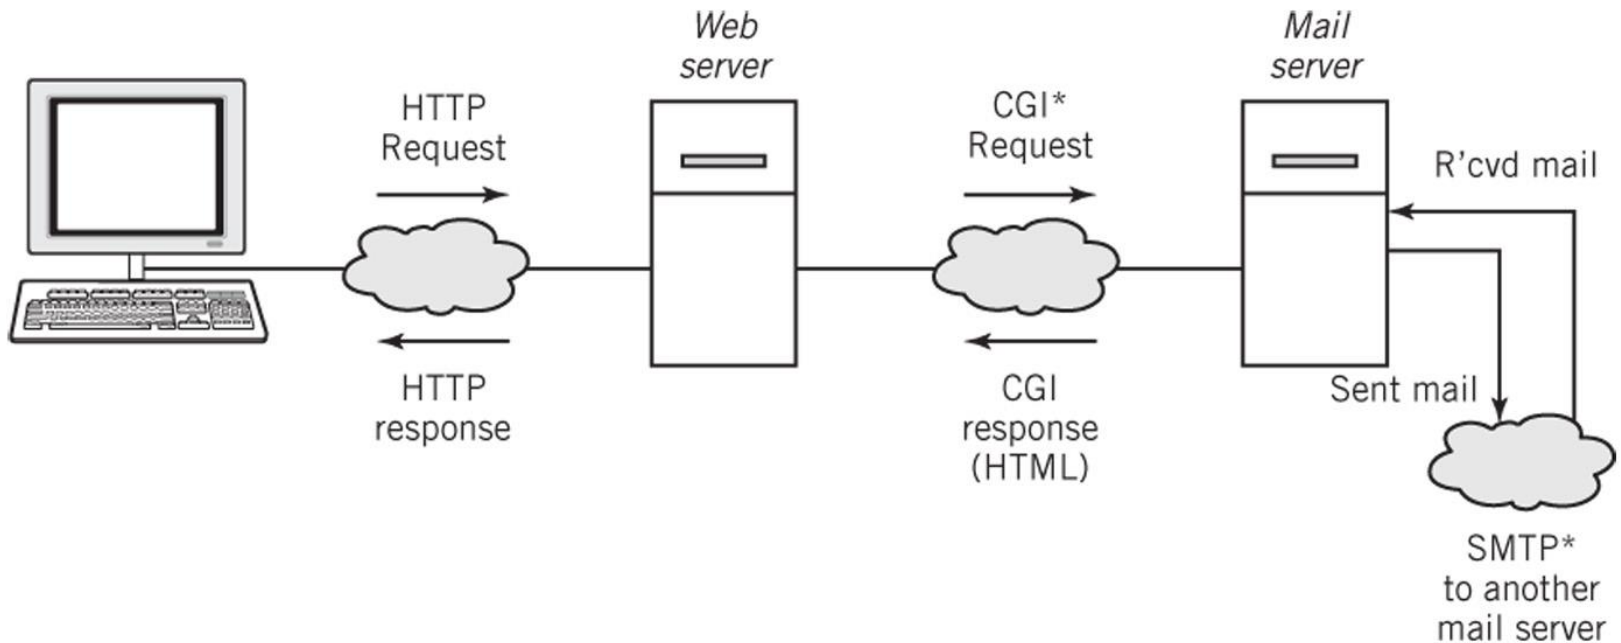 Web
server
Mail
server
HTTP
Request
CGI*
Request
R'cvd mail
HTTP
response
CGI
response
(HTML)
Sent mail
SMTP*
to another
mail server